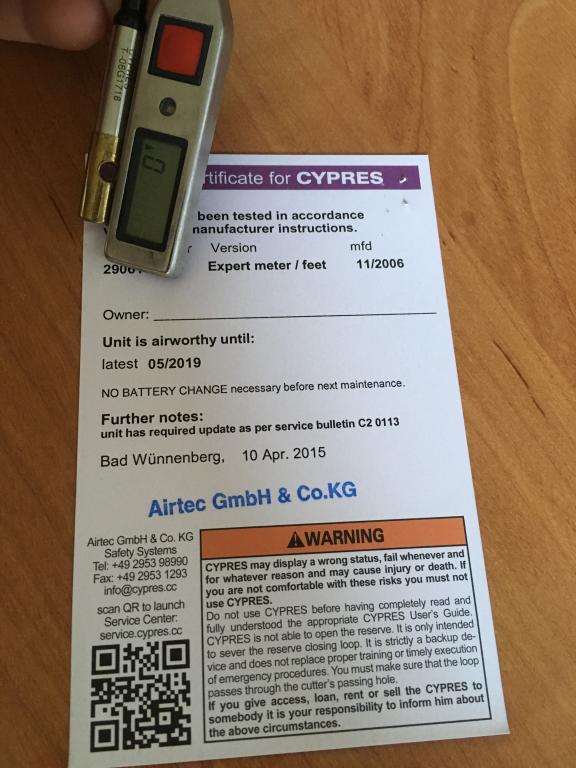 T-06G1718
0
rtificate for CYPRES
been tested in accordance
manufacturer instructions.
r Version mfd
Expert meter / feet 11/2006
Owner:
Unit is airworthy until:
latest 05/2019
NO BATTERY CHANGE necessary before next maintenance.
Further notes:
unit has required update as per service bulletin C2 0113
Bad Wünnenberg, 10 Apr. 2015
Airtec GmbH & Co.KG
Airtec GmbH & Co. KG
Safety Systems
Tel: +49 2953 98990
Fax: +49 2953 1293
info@cypres.cc
scan QR to launch
Service Center:
service.cypres.cc
WARNING
CYPRES may display a wrong status, fail whenever and
for whatever reason and may cause injury or death. If
you are not comfortable with these risks you must not
use CYPRES.
Do not use CYPRES before having completely read and
fully understood the appropriate CYPRES User's Guide.
CYPRES is not able to open the reserve. It is only intended
to sever the reserve closing loop. It is strictly a backup de-
vice and does not replace proper training or timely execution
of emergency procedures. You must make sure that the loop
passes through the cutter's passing hole.
If you give access, loan, rent or sell the CYPRES to
somebody it is your responsibility to inform him about
the above circumstances.